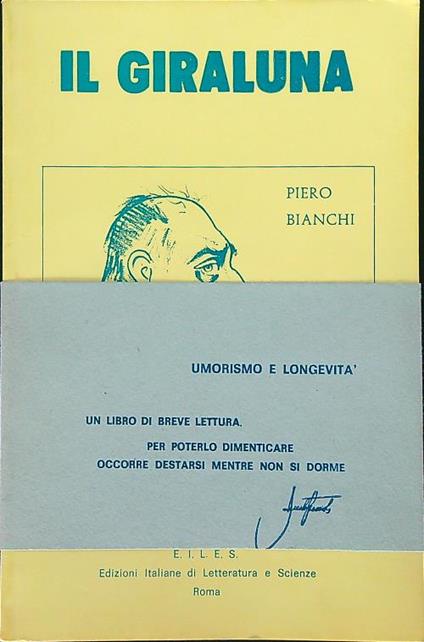 IL GIRALUNA
PIERO
BIANCHI
UMORISMO E LONGEVITA'
UN LIBRO DI BREVE LETTURA.
PER POTERLO DIMENTICARE
OCCORRE DESTARSI MENTRE NON SI DORME
E. I. L. E. S.
Edizioni Italiane di Letteratura e Scienze
Roma